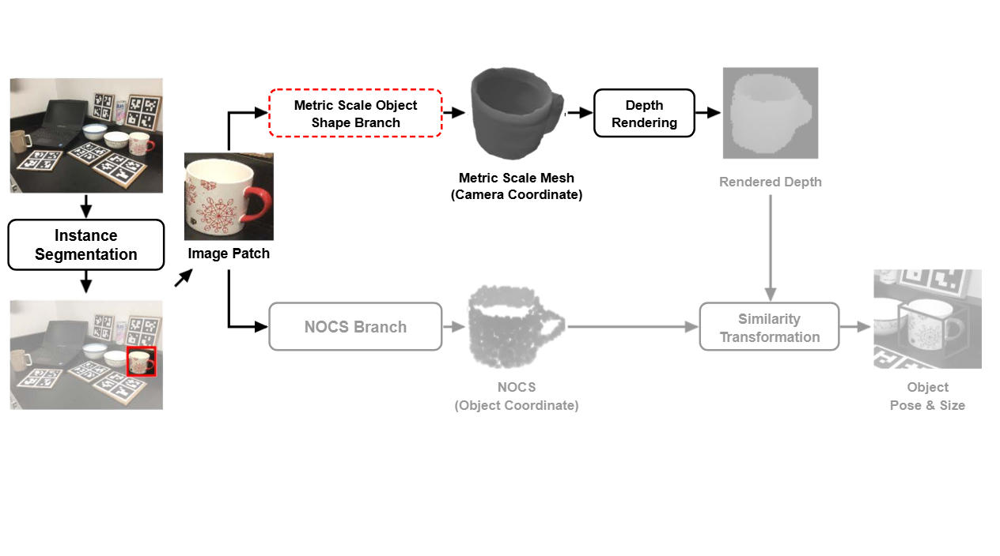 Metric Scale Object
Shape Branch
Depth
Rendering
Metric Scale Mesh
(Camera Coordinate)
Rendered Depth
Instance
Segmentation
Image Patch
NOCS Branch
Similarity
Transformation
NOCS
(Object Coordinate)
Object
Pose & Size